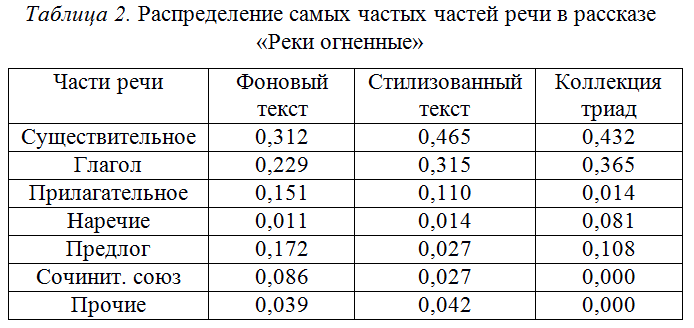 Таблица 2. Распределение самых частых частей речи в рассказе
«Реки огненные»
Части речи Фоновый текст Стилизованный текст Коллекция триад
Существительное 0,312 0,465 0,432
Глагол 0,229 0,315 0,365
Прилагательное 0,151 0,110 0,014
Наречие 0,011 0,014 0,081
Предлог 0,172 0,027 0,108
Сочинит. союз 0,086 0,027 0,000
Прочие 0,039 0,042 0,000